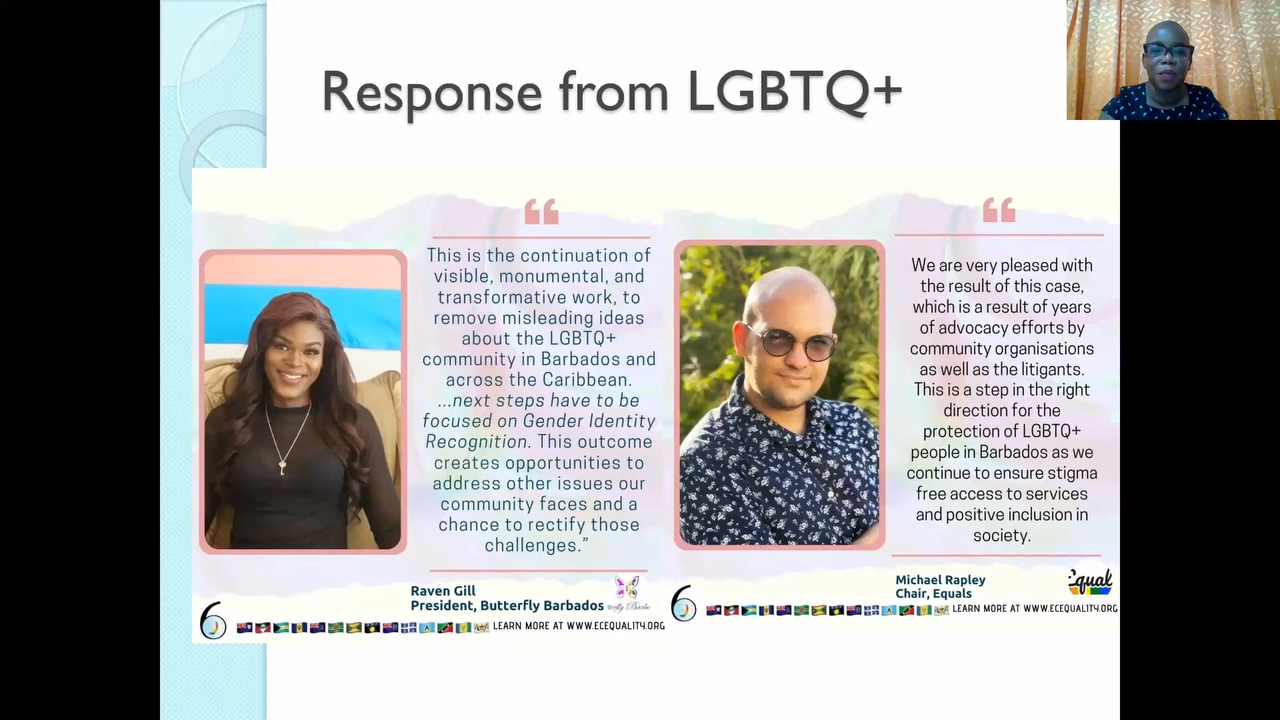 Response from LGBTQ+
“
This is the continuation of
visible, monumental, and
transformative work, to
remove misleading ideas
about the LGBTQ+
community in Barbados and
across the Caribbean.
...next steps have to be
focused on Gender Identity
Recognition. This outcome
creates opportunities to
address other issues our
community faces and a
chance to rectify those
challenges.”
Raven Gill
President, Butterfly Barbados
LEARN MORE AT WWW.ECEQUALITY.ORG
“
We are very pleased with
the result of this case,
which is a result of years
of advocacy efforts by
community organisations
as well as the litigants.
This is a step in the right
direction for the
protection of LGBTQ+
people in Barbados as we
continue to ensure stigma
free access to services
and positive inclusion in
society.
Michael Rapley
Chair, Equals
LEARN MORE AT WWW.ECEQUALITY.ORG